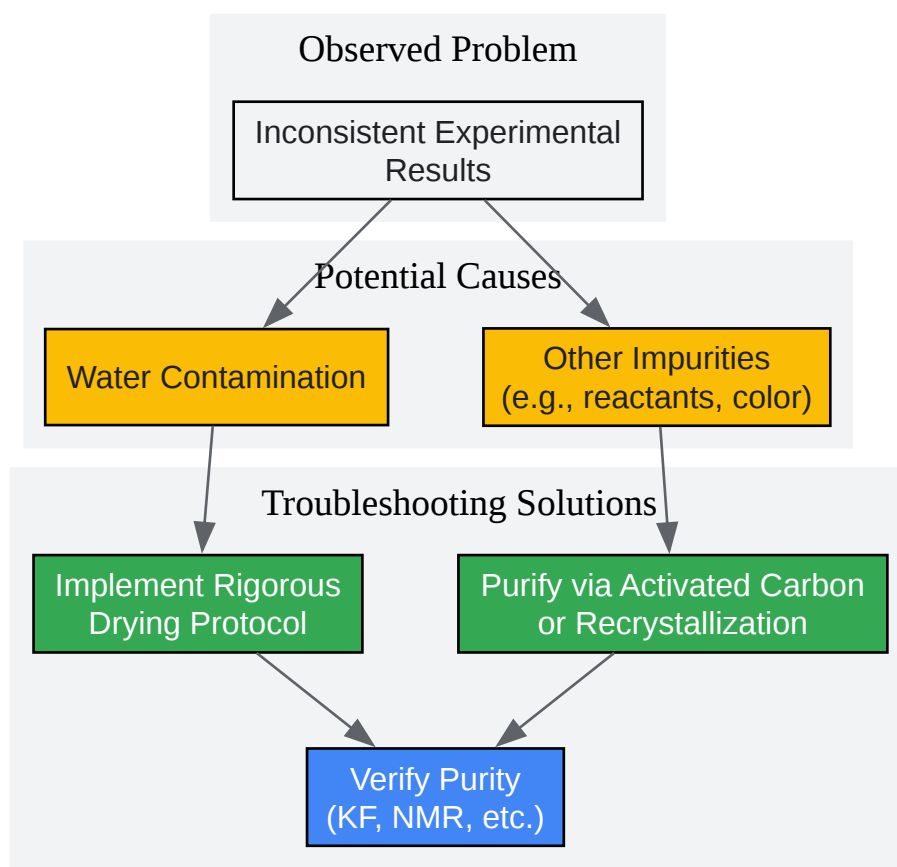 Observed Problem
Inconsistent Experimental
Results
Potential Causes
Water Contamination
Other Impurities
(e.g., reactants, color)
Troubleshooting Solutions
Implement Rigorous
Drying Protocol
Purify via Activated Carbon
or Recrystallization
Verify Purity
(KF, NMR, etc.)